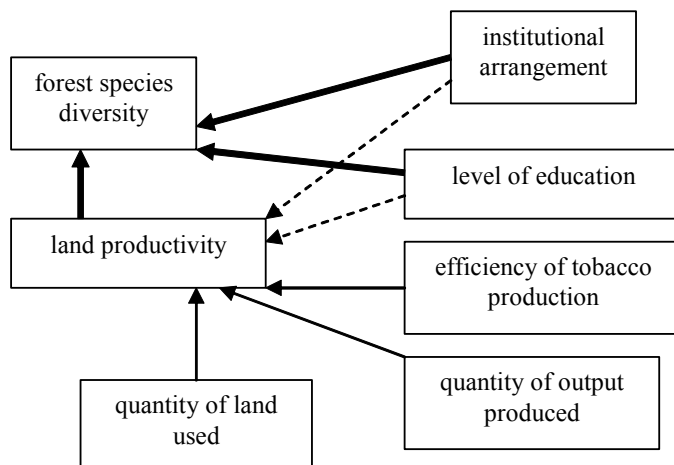 institutional
arrangement
forest species
diversity
level of education
land productivity
efficiency of tobacco
production
quantity of output
produced
quantity of land
used